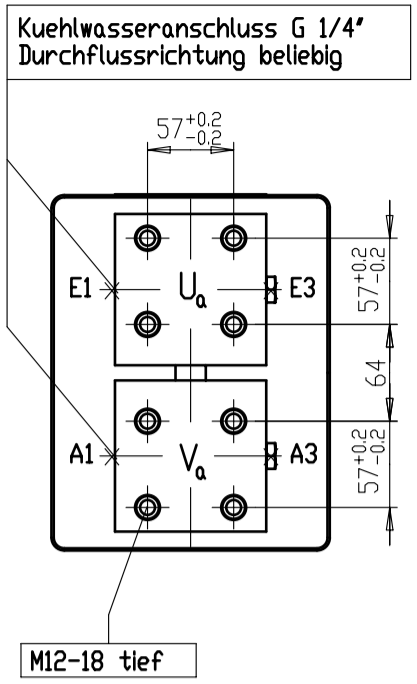 Kuehlwasseranschluss G 1/4"
Durchflussrichtung beliebig
57+0.2-0.2
E1
Ua
E3
57+0.2-0.2
64
A1
Va
A3
57+0.2-0.2
M12-18 tief